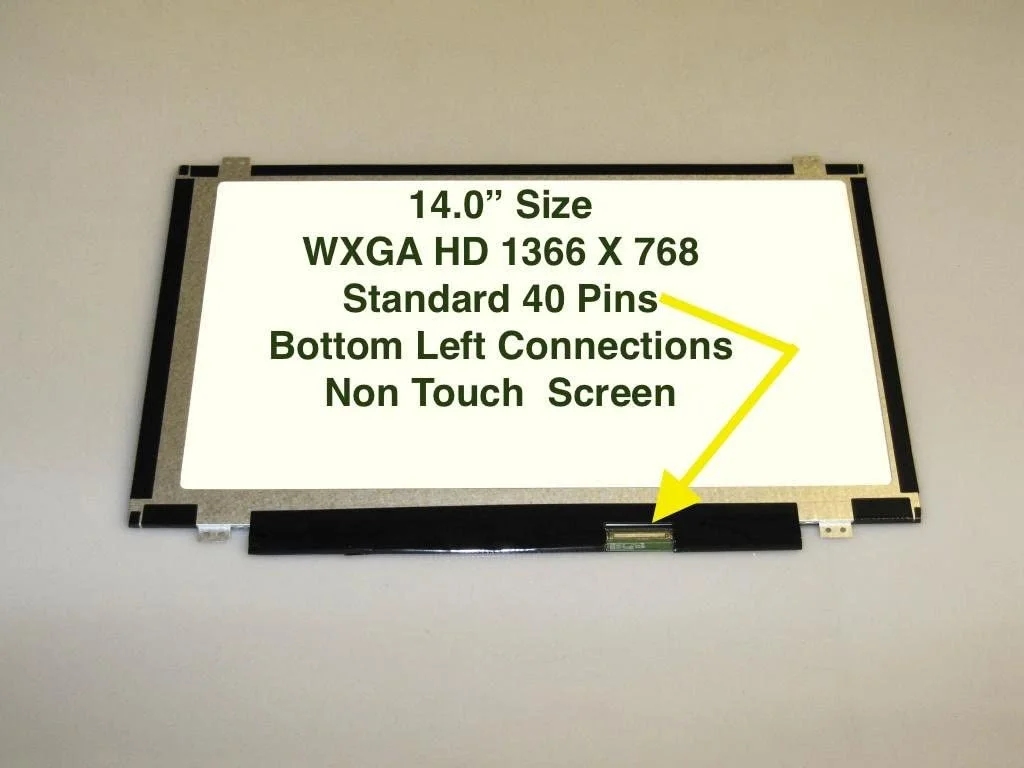 14.0” Size
WXGA HD 1366 X 768
Standard 40 Pins
Bottom Left Connections
Non Touch  Screen